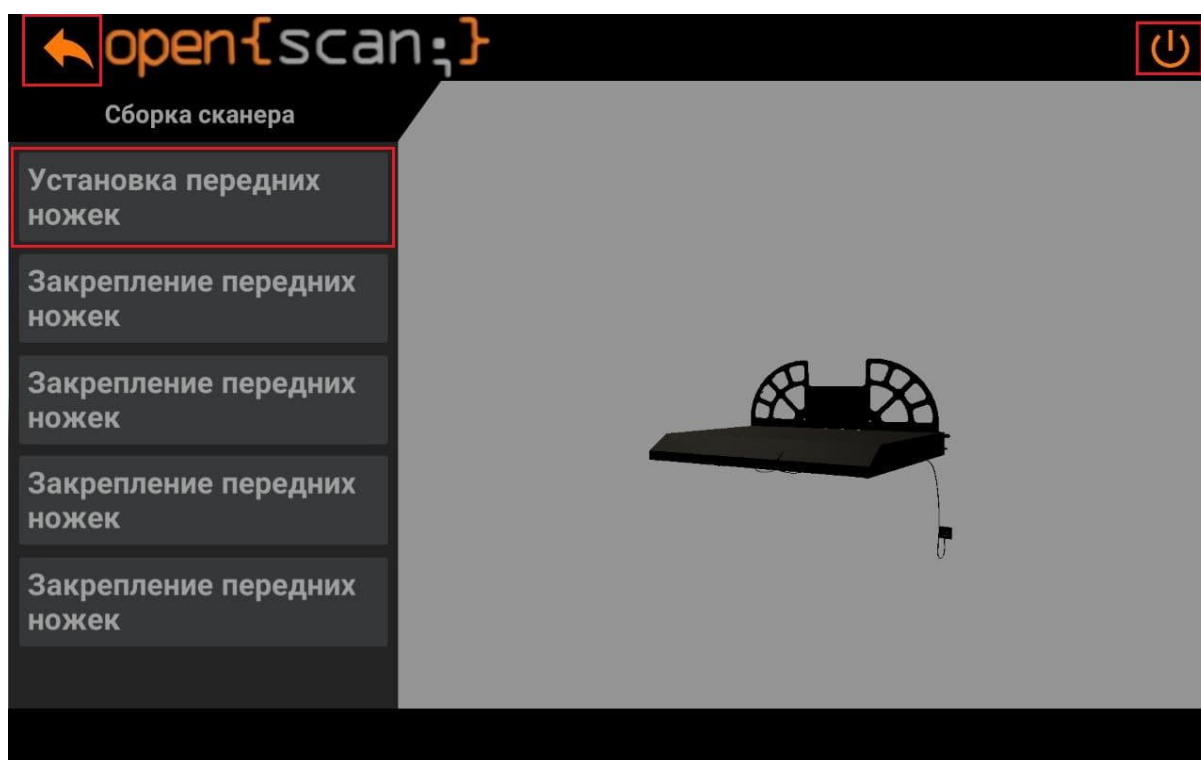 open{scan;}
Сборка сканера
Установка передних
ножек
Закрепление передних
ножек
Закрепление передних
ножек
Закрепление передних
ножек
Закрепление передних
ножек